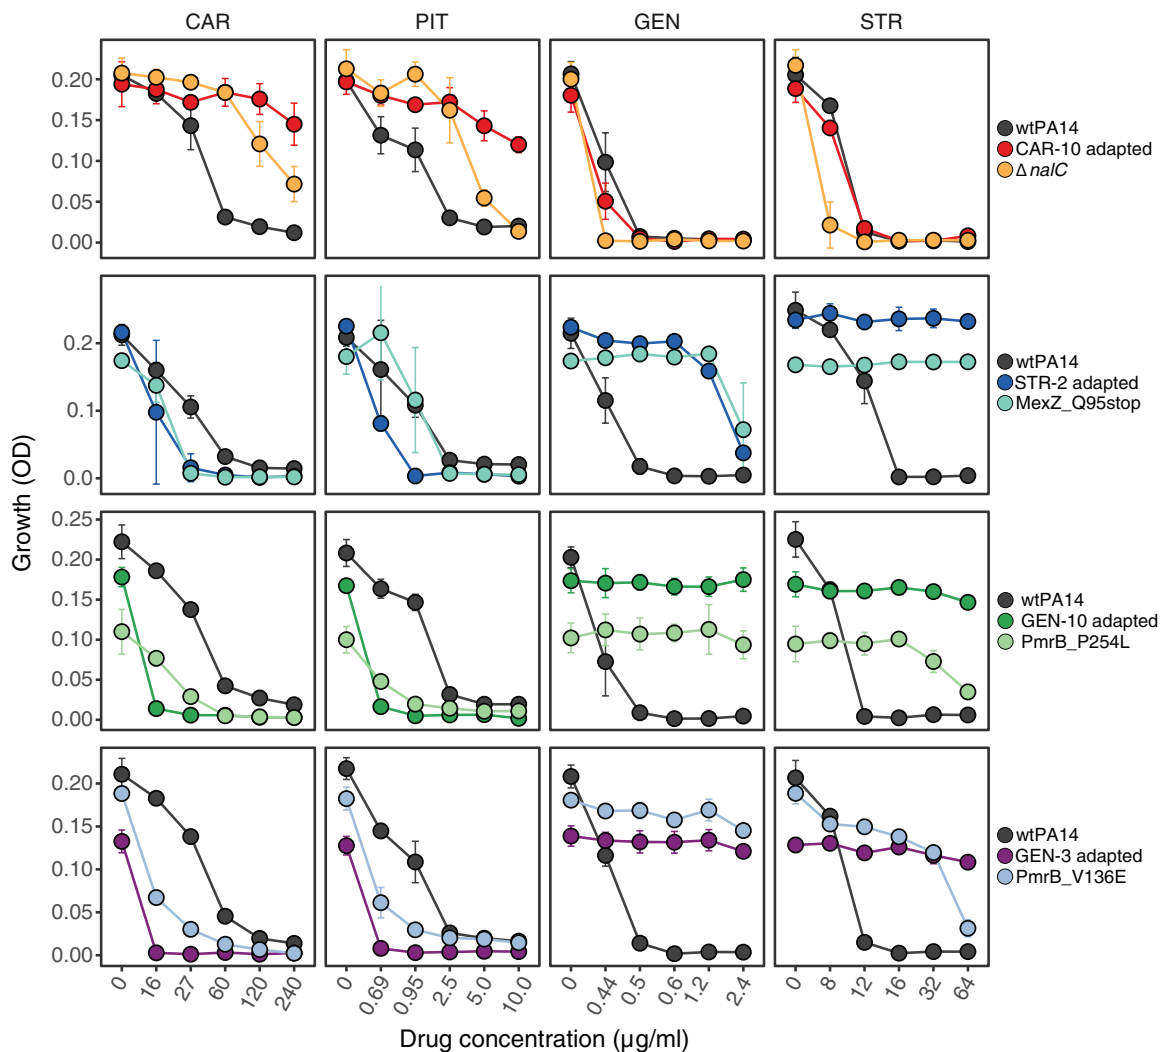 CAR PIT GEN STR
0.20
0.15
0.10
0.05
0.00
wtPA14
CAR-10 adapted
Δ nalC
0.2
0.1
0.0
wtPA14
STR-2 adapted
MexZ_Q95stop
Growth (OD)
0.25
0.20
0.15
0.10
0.05
0.00
wtPA14
GEN-10 adapted
PmrB_P254L
0.20
0.15
0.10
0.05
0.00
wtPA14
GEN-3 adapted
PmrB_V136E
0 16 27 60 120 240 0 0.69 0.95 2.5 5.0 10.0 0 0.44 0.5 0.6 1.2 2.4 0 8 12 16 32 64
Drug concentration (µg/ml)